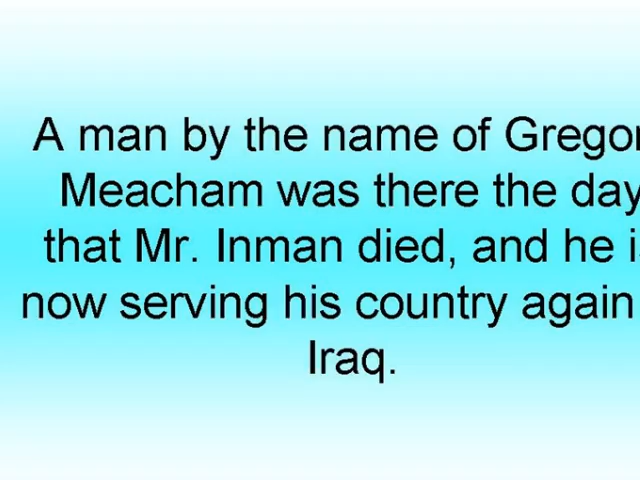 A man by the name of Gregor
Meacham was there the day
that Mr. Inman died, and he is
now serving his country again
Iraq.